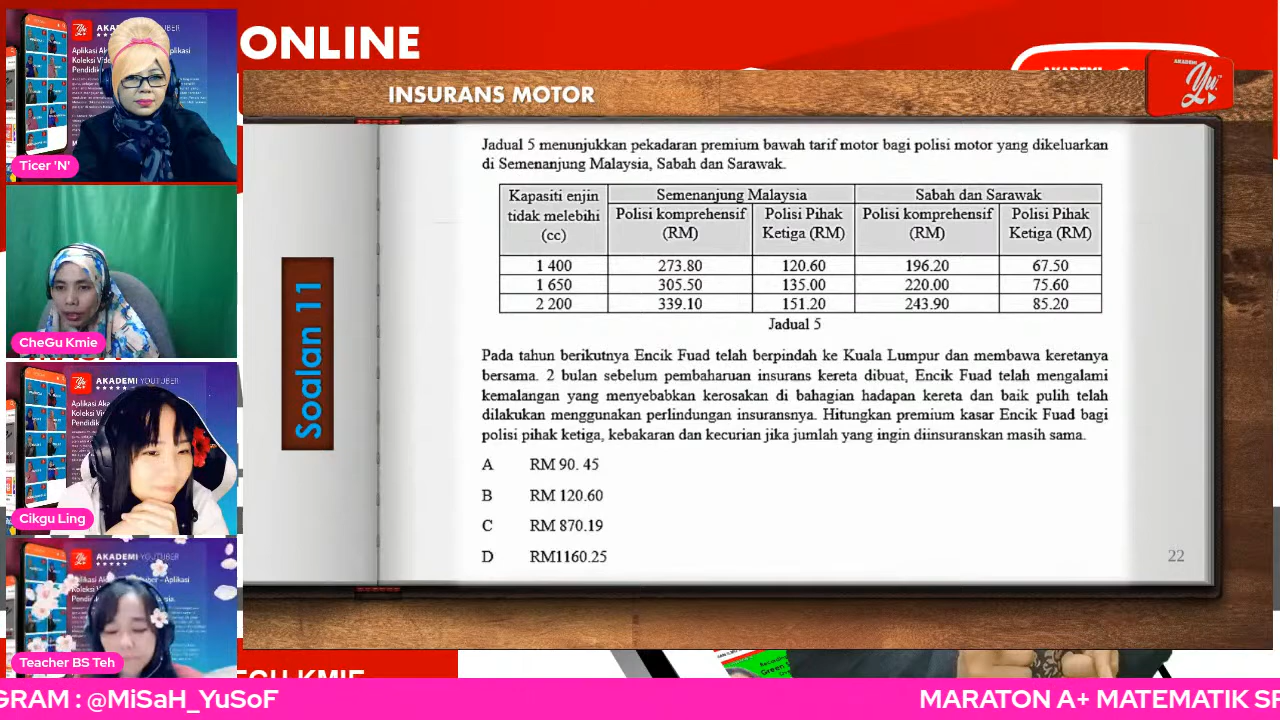 ONLINE
INSURANS MOTOR
Jadual 5 menunjukkan pekadaran premium bawah tarif motor bagi polisi motor yang dikeluarkan
di Semenanjung Malaysia, Sabah dan Sarawak.
Kapasiti enjin tidak melebihi (cc)
Semenanjung Malaysia
Sabah dan Sarawak
Polisi komprehensif (RM)
Polisi Pihak Ketiga (RM)
Polisi komprehensif (RM)
Polisi Pihak Ketiga (RM)
1 400 273.80 120.60 196.20 67.50
1 650 305.50 135.00 220.00 75.60
2 200 339.10 151.20 243.90 85.20
Jadual 5
Soalan 11
Pada tahun berikutnya Encik Fuad telah berpindah ke Kuala Lumpur dan membawa keretanya
bersama. 2 bulan sebelum pembaharuan insurans kereta dibuat, Encik Fuad telah mengalami
kemalangan yang menyebabkan kerosakan di bahagian hadapan kereta dan baik pulih telah
dilakukan menggunakan perlindungan insuransnya. Hitungkan premium kasar Encik Fuad bagi
polisi pihak ketiga, kebakaran dan kecurian jika jumlah yang ingin diinsuranskan masih sama.
A RM 90. 45
B RM 120.60
C RM 870.19
D RM1160.25
22
Ticer 'N'
CheGu Kmie
AKADEMI YOUTUBER
Cikgu Ling
AKADEMI YOUTUBER
Teacher BS Teh
GRAM : @MiSaH_YuSoF
MARATON A+ MATEMATIK SP